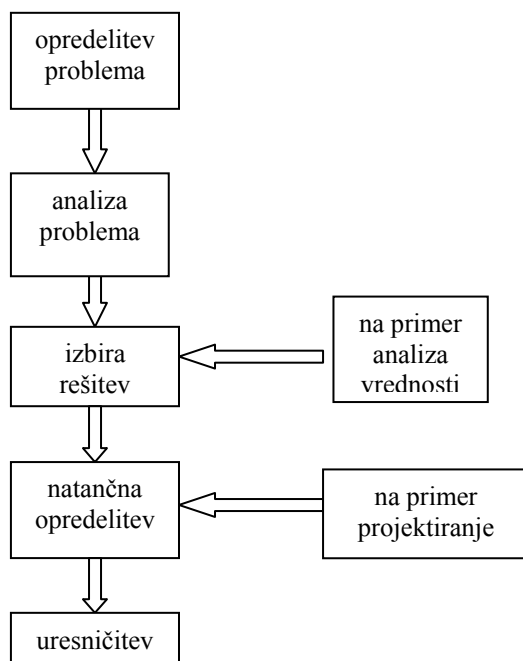 opredelitev
problema
analiza
problema
izbira
rešitev
na primer
analiza
vrednosti
natančna
opredelitev
na primer
projektiranje
uresničitev